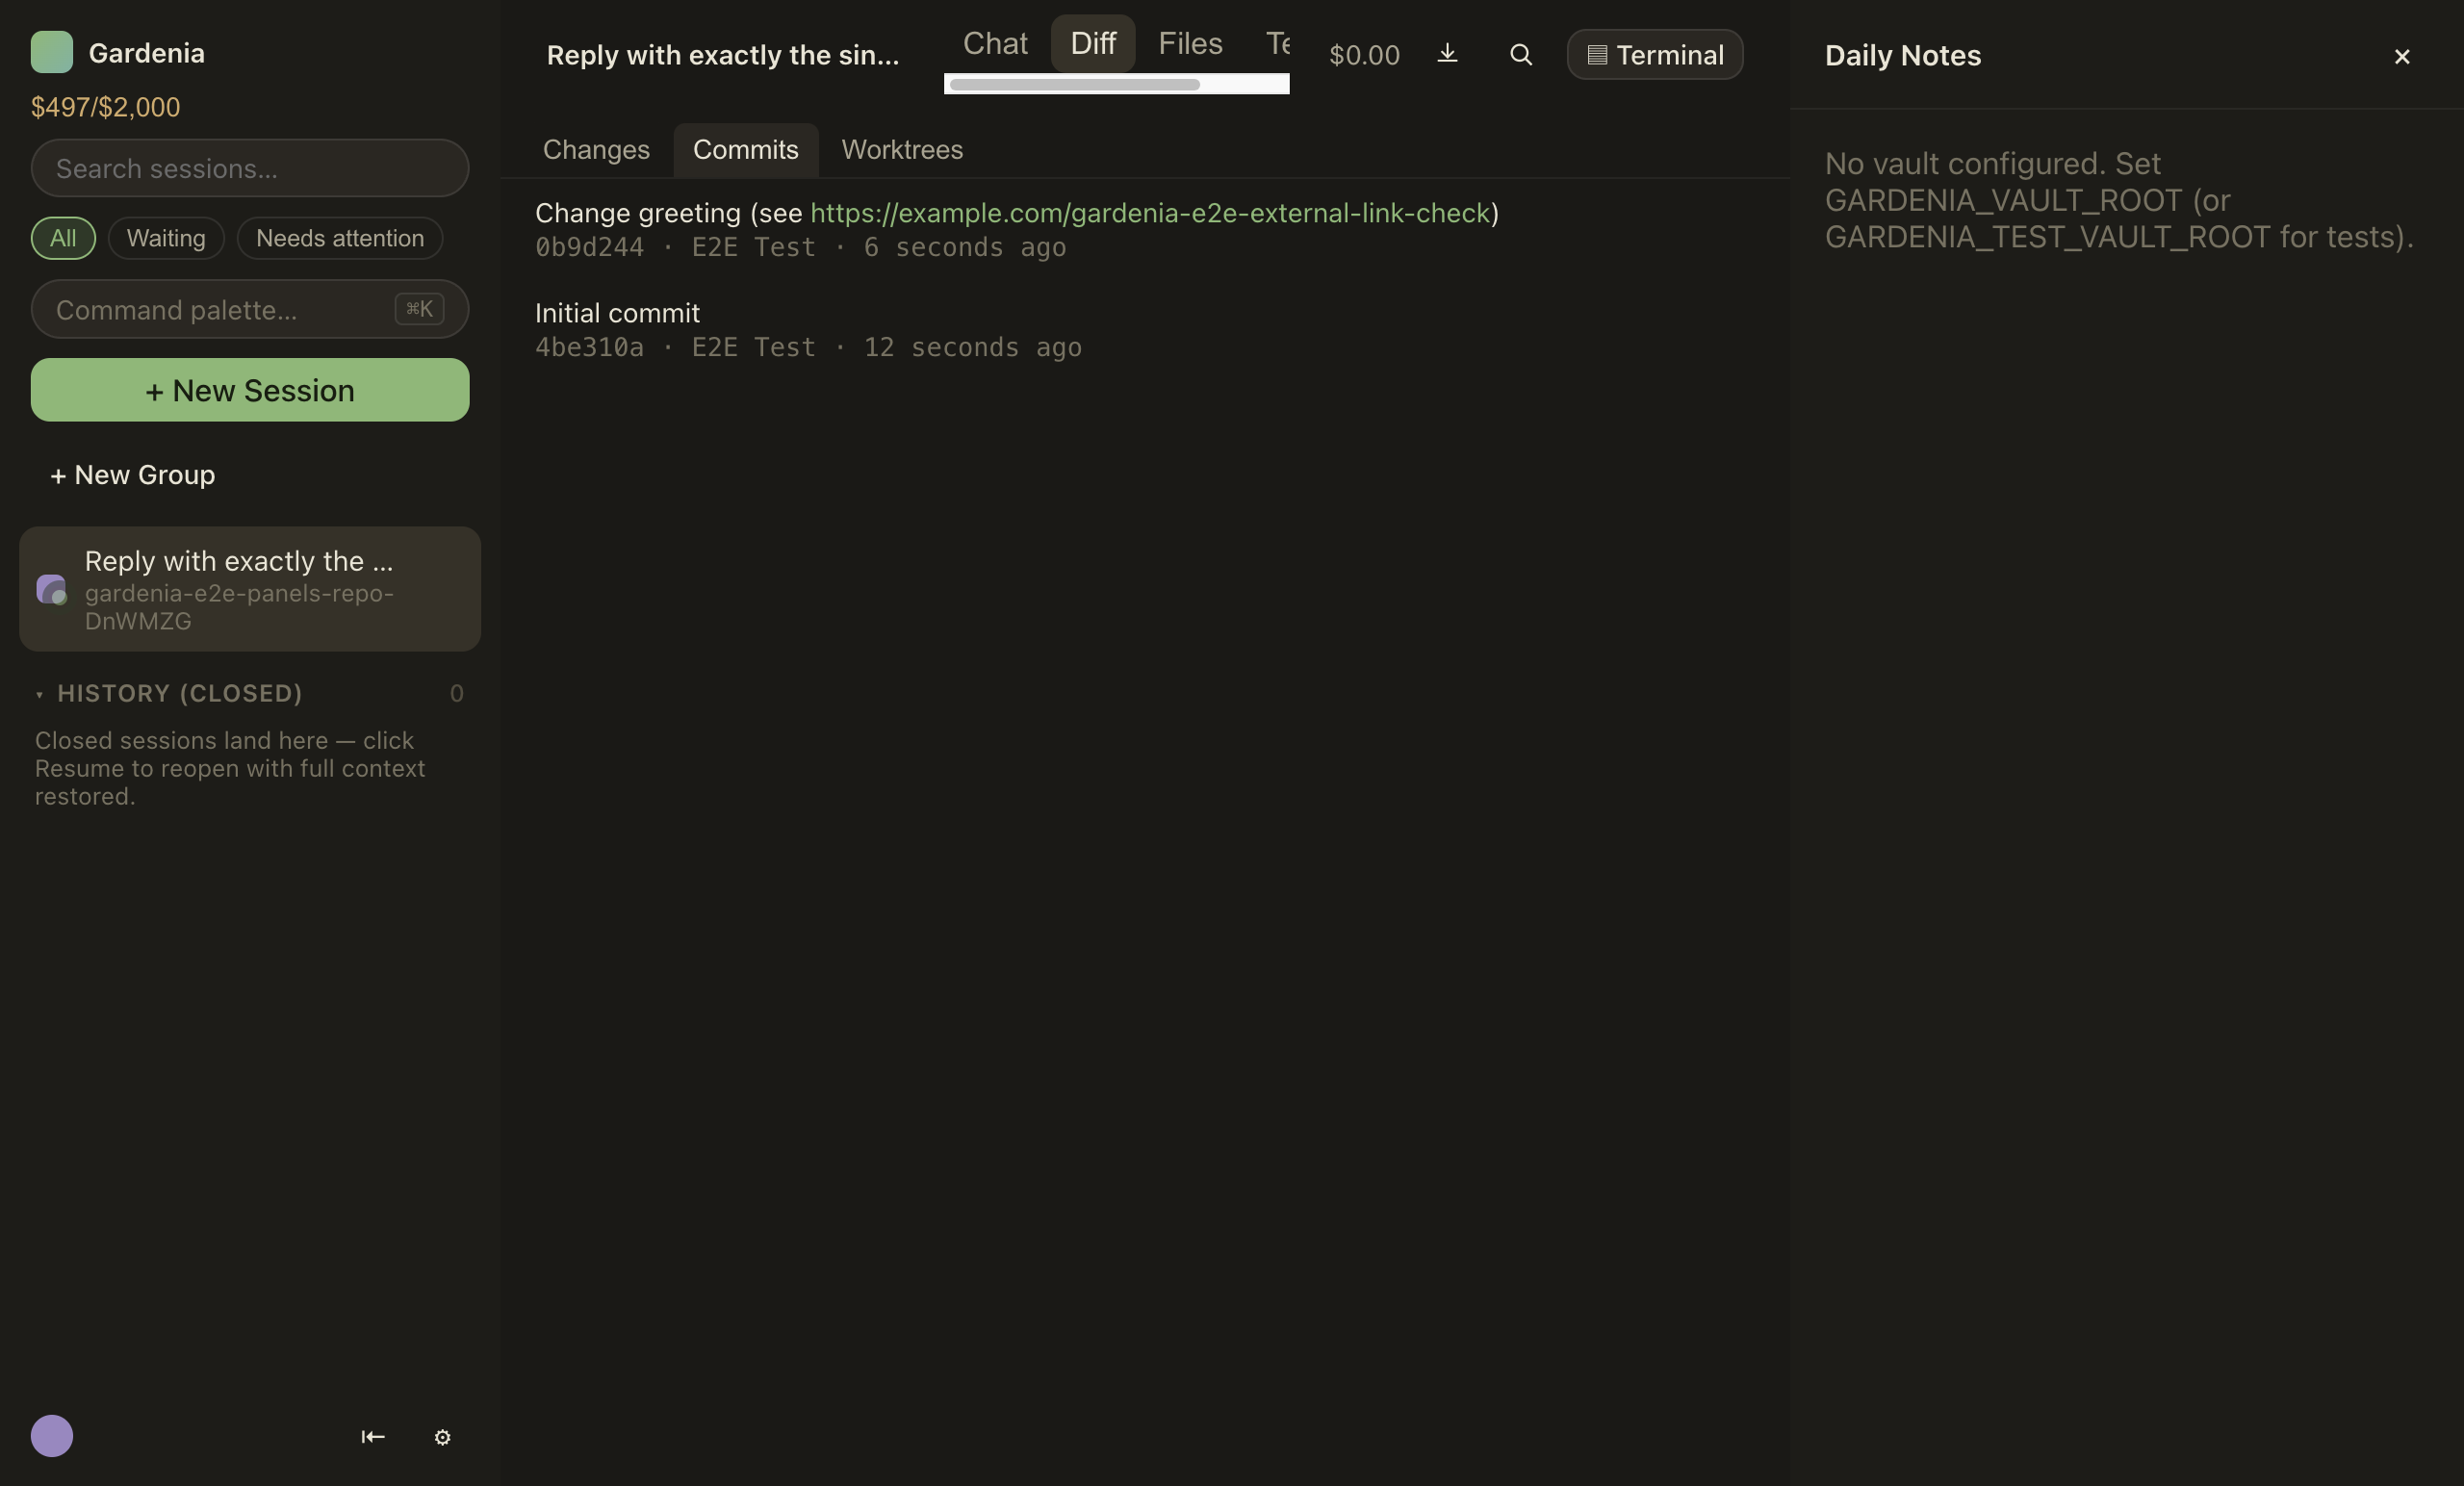 Gardenia
$497/$2,000
Search sessions...
All
Waiting
Needs attention
Command palette...
⌘K
+ New Session
+ New Group
Reply with exactly the ...
gardenia-e2e-panels-repo-
DnWMZG
▾ HISTORY (CLOSED) 0
Closed sessions land here — click
Resume to reopen with full context
restored.
Reply with exactly the sin...
Chat
Diff
Files
Te
$0.00
Terminal
Changes
Commits
Worktrees
Change greeting (see https://example.com/gardenia-e2e-external-link-check)
0b9d244 · E2E Test · 6 seconds ago
Initial commit
4be310a · E2E Test · 12 seconds ago
Daily Notes
×
No vault configured. Set
GARDENIA_VAULT_ROOT (or
GARDENIA_TEST_VAULT_ROOT for tests).